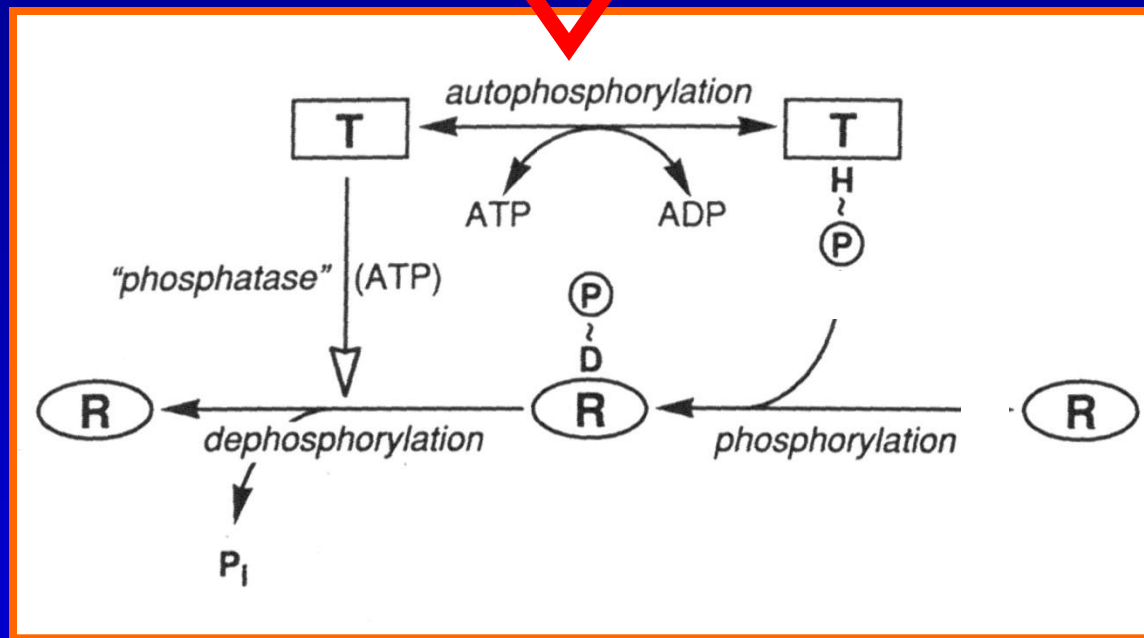 autophosphorylation
T
T
H
~
P
ATP
ADP
"phosphatase" (ATP)
P
~
D
R
R
R
dephosphorylation
phosphorylation
Pi